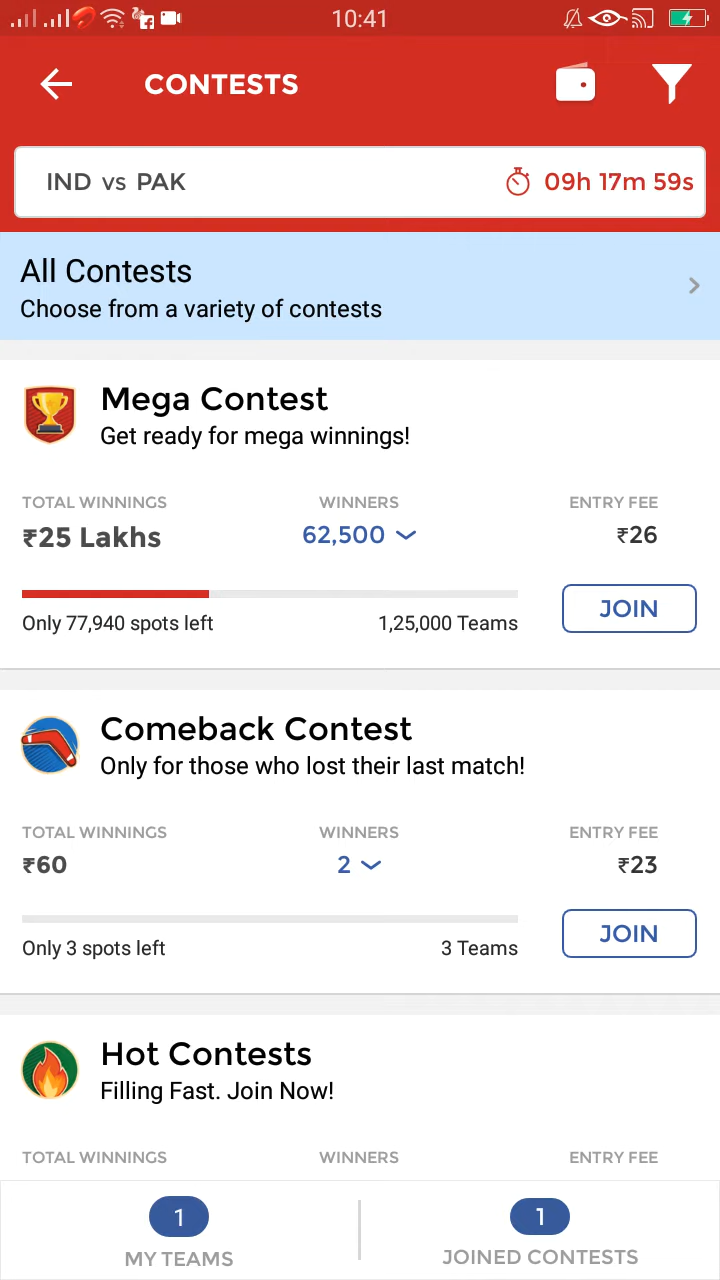 10:41
CONTESTS
IND vs PAK 09h 17m 59s
All Contests
Choose from a variety of contests
Mega Contest
Get ready for mega winnings!
TOTAL WINNINGS WINNERS ENTRY FEE
₹25 Lakhs 62,500 ₹26
Only 77,940 spots left 1,25,000 Teams JOIN
Comeback Contest
Only for those who lost their last match!
TOTAL WINNINGS WINNERS ENTRY FEE
₹60 2 ₹23
Only 3 spots left 3 Teams JOIN
Hot Contests
Filling Fast. Join Now!
TOTAL WINNINGS WINNERS ENTRY FEE
1 1
MY TEAMS JOINED CONTESTS